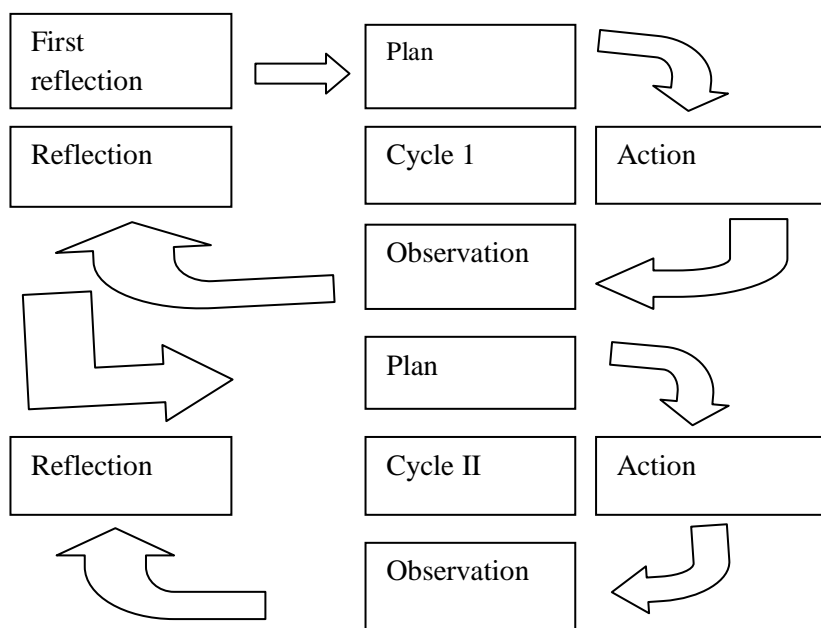 First
reflection
Plan
Reflection
Cycle 1
Action
Observation
Plan
Reflection
Cycle II
Action
Observation